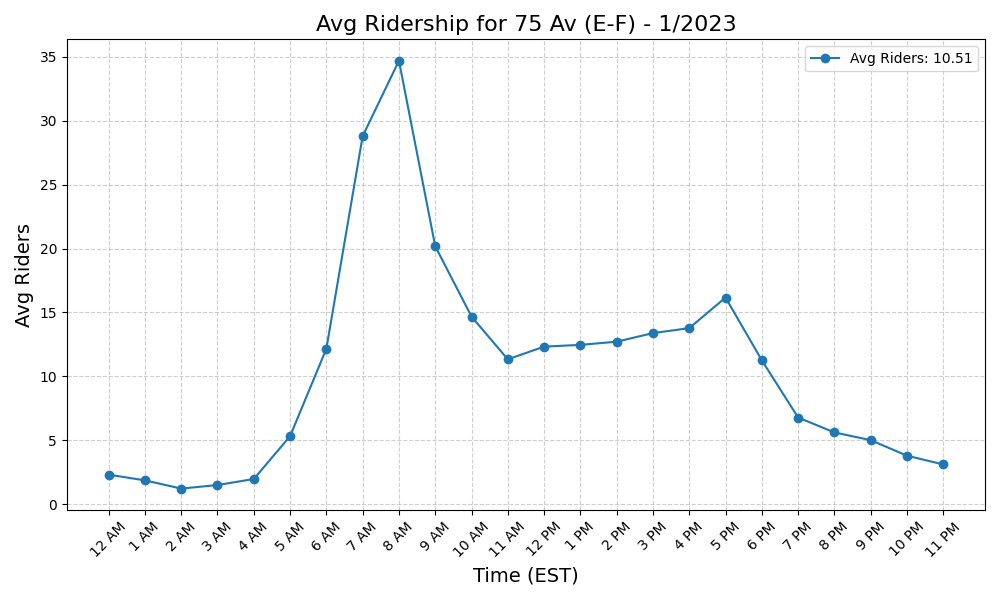 Avg Ridership for 75 Av (E-F) - 1/2023
Avg Riders: 10.51
Avg Riders
35
30
25
20
15
10
5
0
12 AM
1 AM
2 AM
3 AM
4 AM
5 AM
6 AM
7 AM
8 AM
9 AM
10 AM
11 AM
12 PM
1 PM
2 PM
3 PM
4 PM
5 PM
6 PM
7 PM
8 PM
9 PM
10 PM
11 PM
Time (EST)